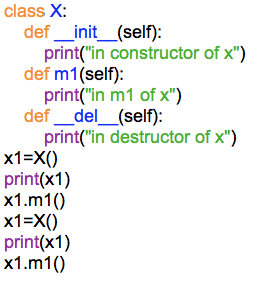 class X:
    def __init__(self):
        print("in constructor of x")
    def m1(self):
        print("in m1 of x")
    def __del__(self):
        print("in destructor of x")
x1=X()
print(x1)
x1.m1()
x1=X()
print(x1)
x1.m1()